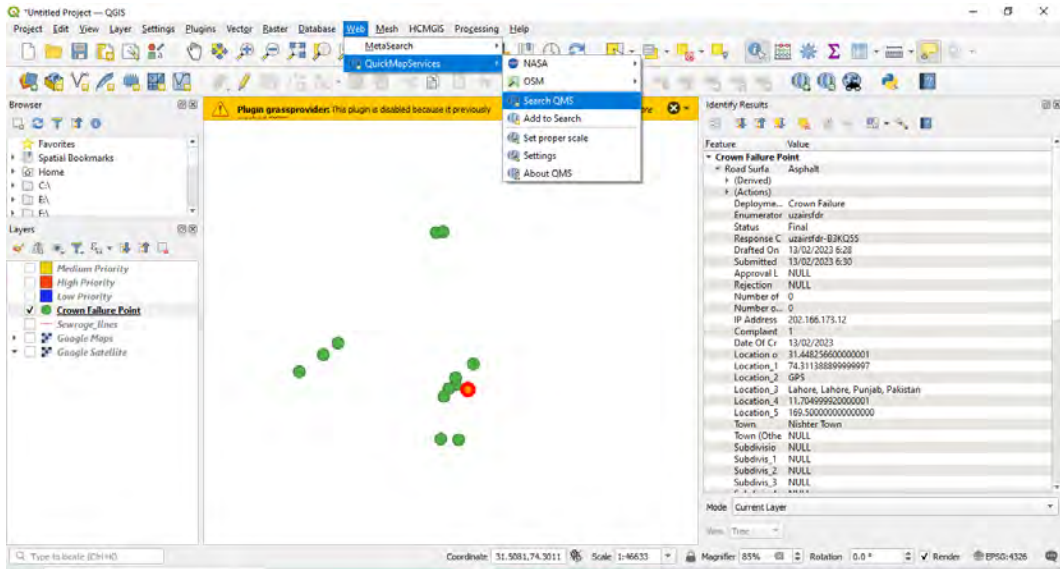 *Untitled Project — QGIS
Project Edit View Layer Settings Plugins Vector Raster Database Web Mesh HCMGIS Processing Help
MetaSearch
QuickMapServices
NASA
OSM
Search QMS
Add to Search
Set proper scale
Settings
About QMS
Plugin grassprovider: This plugin is disabled because it previously
Browser
Favorites
Spatial Bookmarks
Home
C:\
E:\
F:\
Layers
Medium Priority
High Priority
Low Priority
Crown Failure Point
Sewroge_lines
Google Maps
Google Satellite
Identify Results
Feature Value
Crown Failure Point
Road Surfa Asphalt
(Derived)
(Actions)
Deployme... Crown Failure
Enumerator uzairsfdr
Status Final
Response C uzairsfdr-B3KQ55
Drafted On 13/02/2023 6:28
Submitted 13/02/2023 6:30
Approval L NULL
Rejection NULL
Number of 0
Number o... 0
IP Address 202.166.173.12
Complaint 1
Date Of Cr 13/02/2023
Location o 31.448256600000001
Location_1 74.311388899999997
Location_2 GPS
Location_3 Lahore, Lahore, Punjab, Pakistan
Location_4 11.704999920000001
Location_5 169.500000000000000
Town Nishter Town
Town (Othe NULL
Subdivisio NULL
Subdivis_1 NULL
Subdivis_2 NULL
Subdivis_3 NULL
Mode Current Layer
View Tree
Type to locate (Ctrl+K)
Coordinate 31.5081,74.3011 Scale 1:46633 Magnifier 85% Rotation 0.0 ° Render EPSG:4326